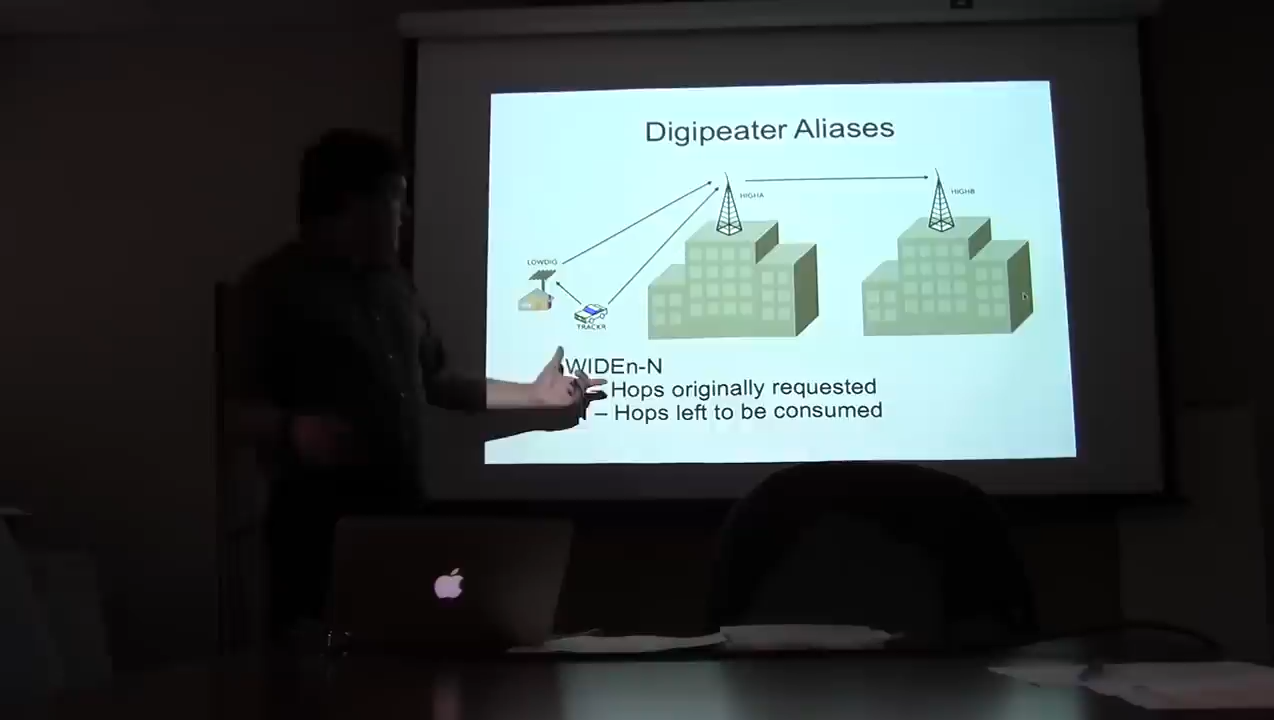 Digipeater Aliases
HIGHA
HIGHB
LOWDIG
TRACKR
WIDEn-N
– Hops originally requested
– Hops left to be consumed